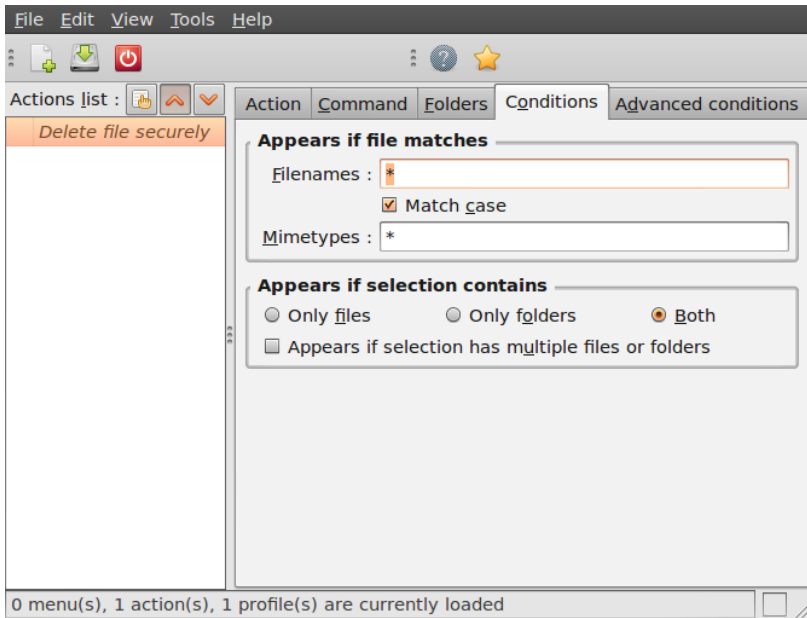 File Edit View Tools Help
Actions list :
Action Command Folders Conditions Advanced conditions
Delete file securely
Appears if file matches
Filenames : *
Match case
Mimetypes : *
Appears if selection contains
Only files Only folders Both
Appears if selection has multiple files or folders
0 menu(s), 1 action(s), 1 profile(s) are currently loaded